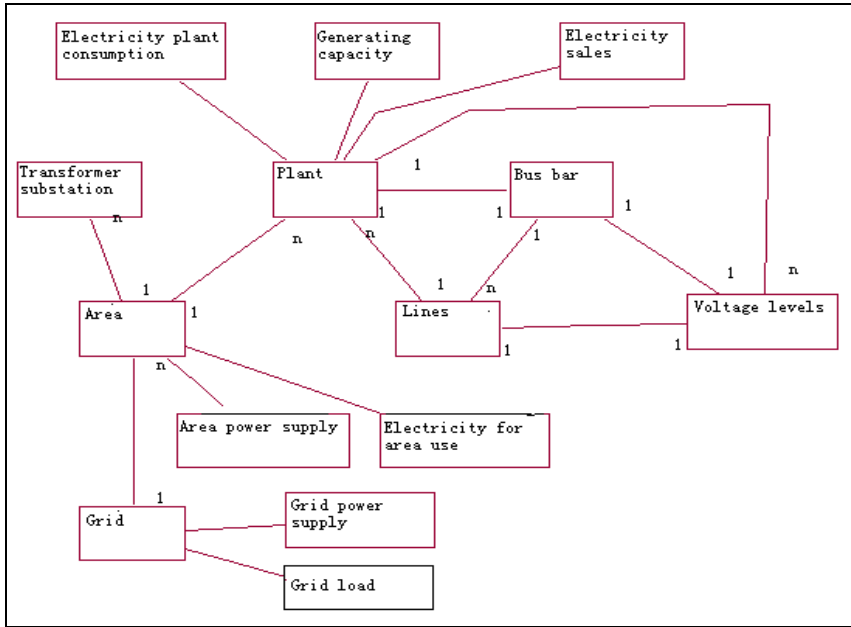 Electricity plant
consumption
Generating
capacity
Electricity
sales
Transformer
substation
n
Plant
1
Bus bar
1
1
1
n
n
1
1
n
Area
1
1
Lines
1
n
Voltage levels
1
n
1
1
n
Area power supply
Electricity for
area use
1
Grid
Grid power
supply
Grid load